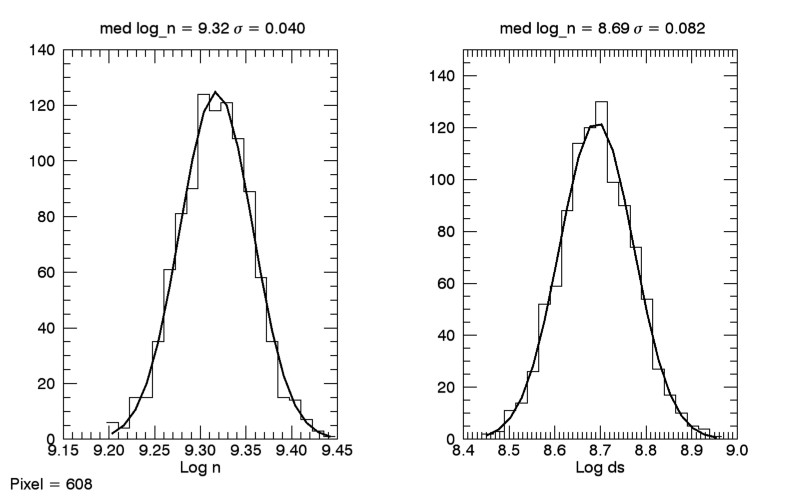 med log_n = 9.32 σ = 0.040
140
120
100
80
60
40
20
0
9.15 9.20 9.25 9.30 9.35 9.40 9.45
Log n
med log_n = 8.69 σ = 0.082
140
120
100
80
60
40
20
0
8.4 8.5 8.6 8.7 8.8 8.9 9.0
Log ds
Pixel = 608